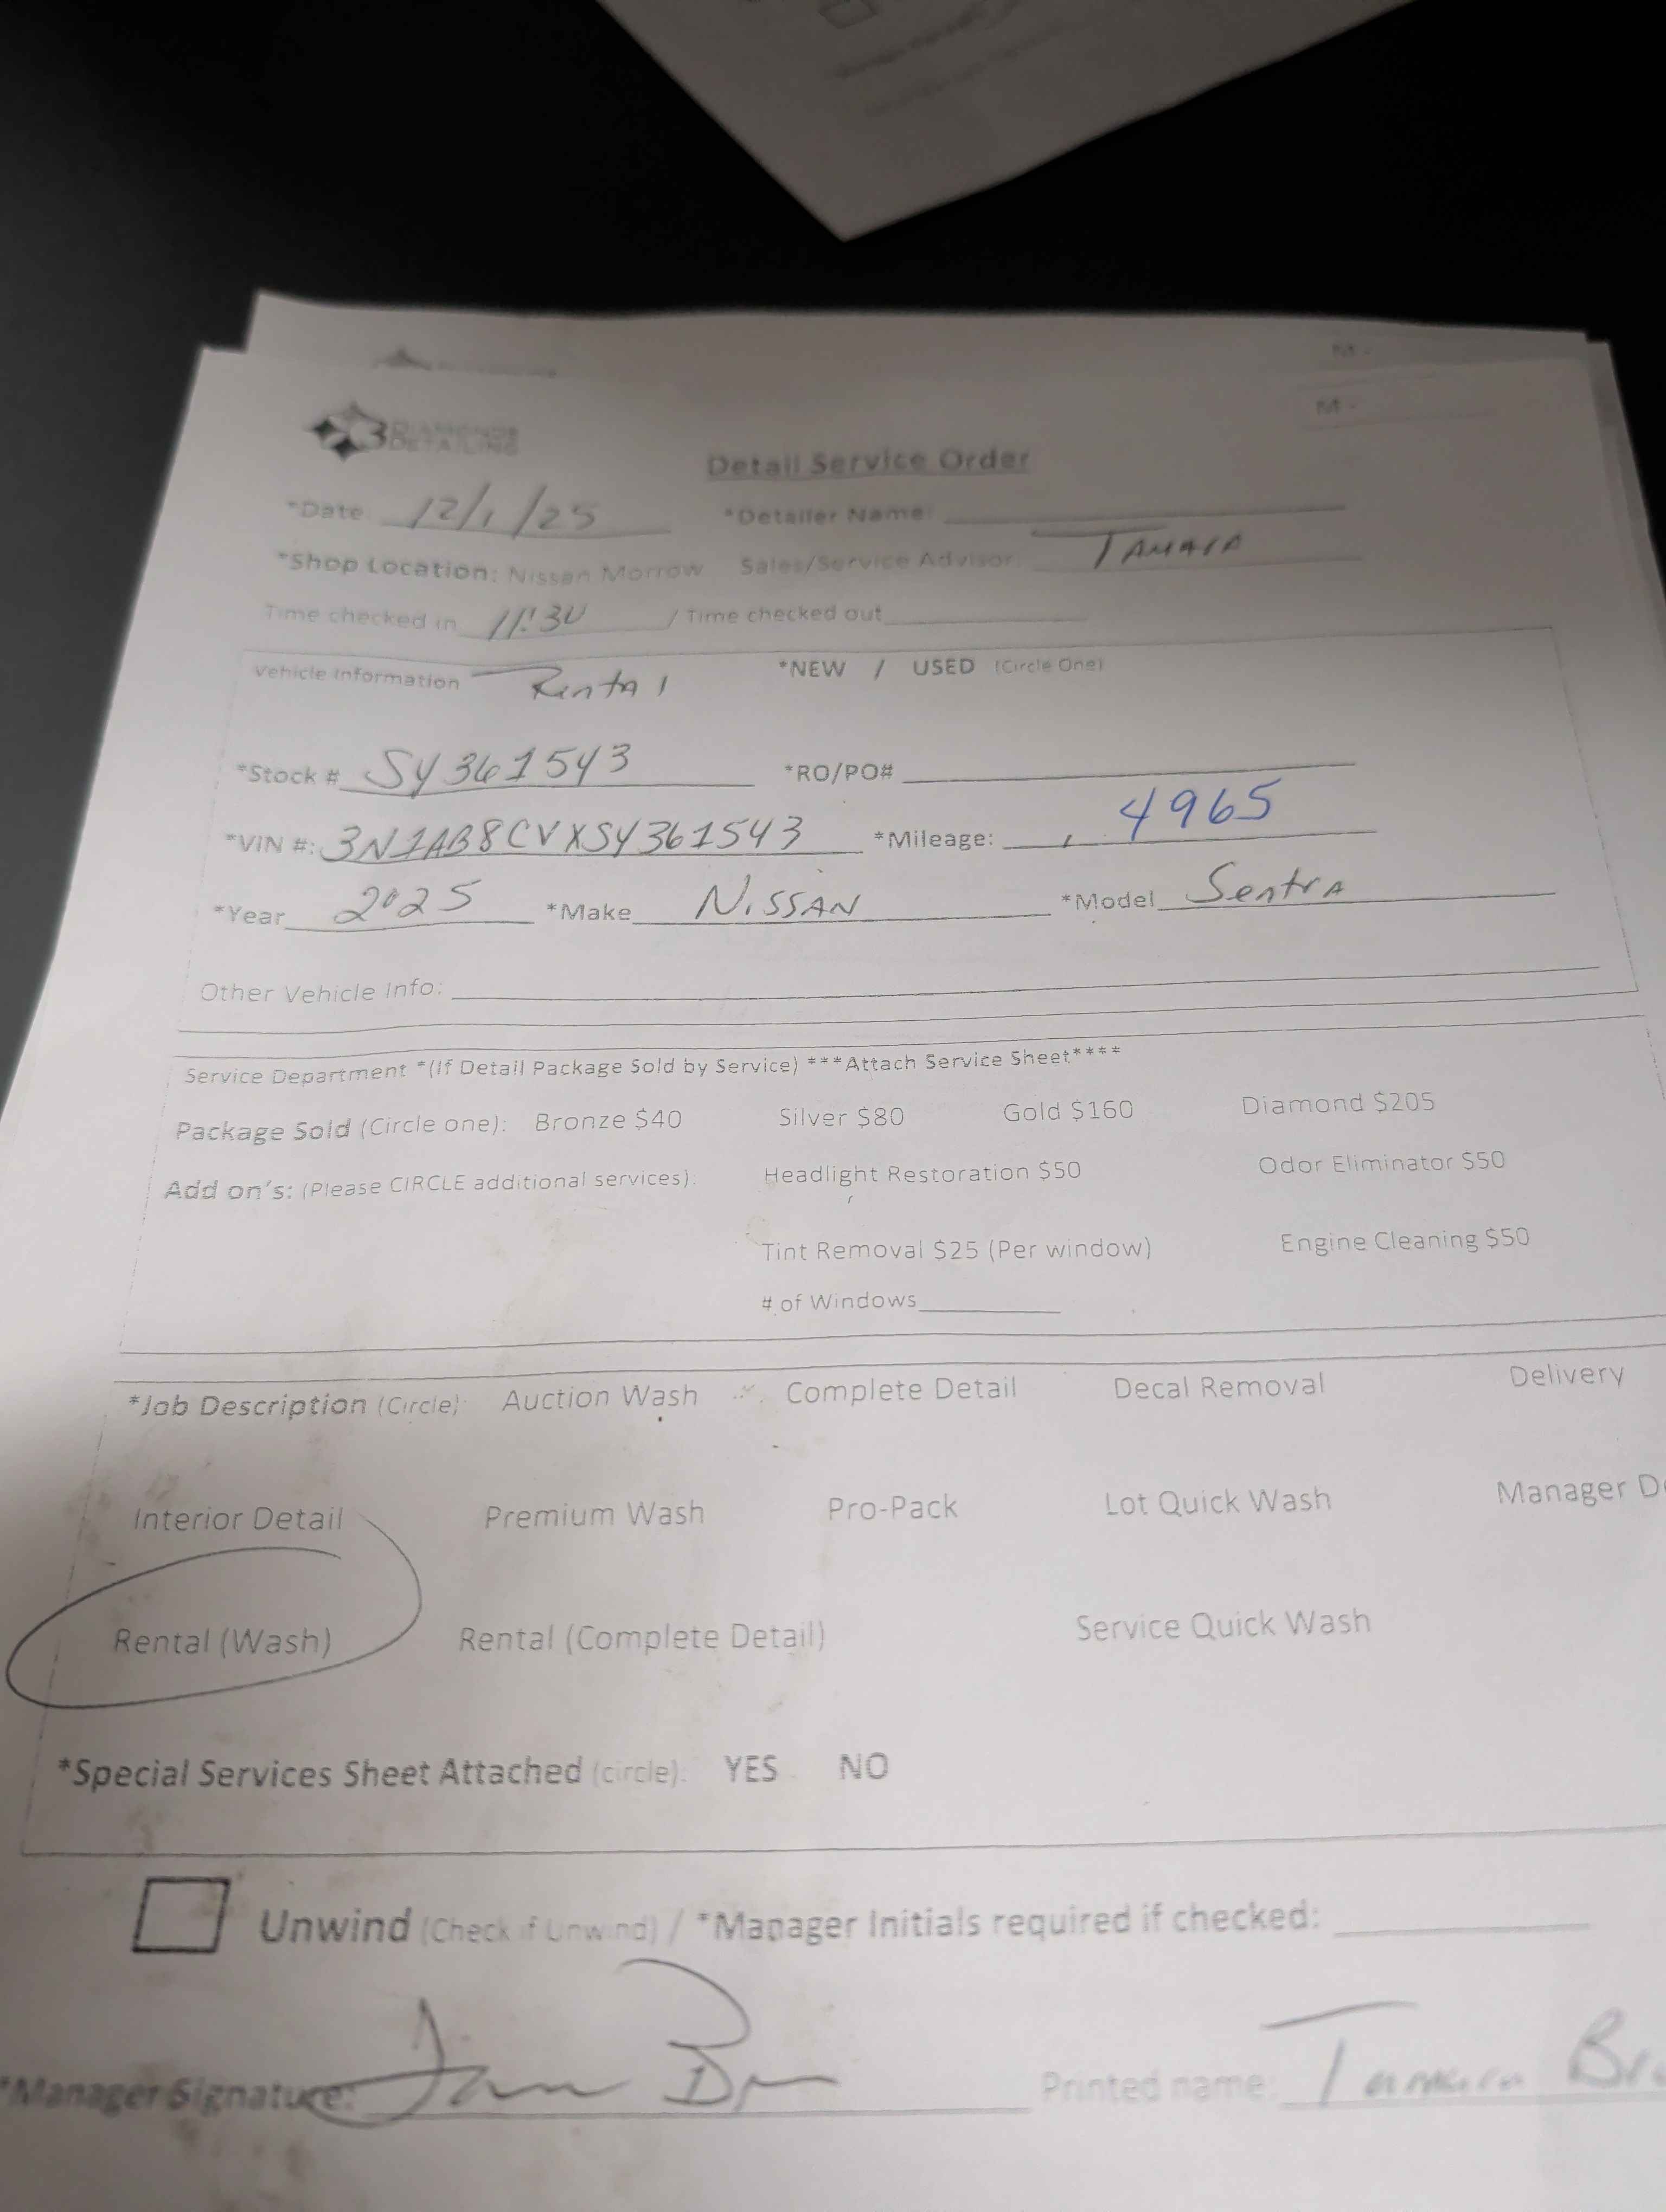 M-
M-
3 DIAMONDS
DETAILING
Detail Service Order
*Date 12/1/25 *Detailer Name:
*Shop Location: Nissan Morrow Sales/Service Advisor: TAMARA
Time checked in 11:30 / Time checked out
Vehicle Information Rental *NEW / USED (Circle One)
*Stock # SY361543 *RO/PO#
*VIN #: 3N1AB8CVXSY361543 *Mileage: 4965
*Year 2025 *Make NISSAN *Model SentrA
Other Vehicle Info:
Service Department *(If Detail Package Sold by Service) ***Attach Service Sheet****
Package Sold (Circle one): Bronze $40 Silver $80 Gold $160 Diamond $205
Add on's: (Please CIRCLE additional services): Headlight Restoration $50 Odor Eliminator $50
Tint Removal $25 (Per window) Engine Cleaning $50
# of Windows
*Job Description (Circle): Auction Wash Complete Detail Decal Removal Delivery
Interior Detail Premium Wash Pro-Pack Lot Quick Wash Manager
Rental (Wash) Rental (Complete Detail) Service Quick Wash
*Special Services Sheet Attached (circle): YES NO
Unwind (Check if Unwind) / *Manager Initials required if checked:
*Manager Signature: Printed name: Tamara